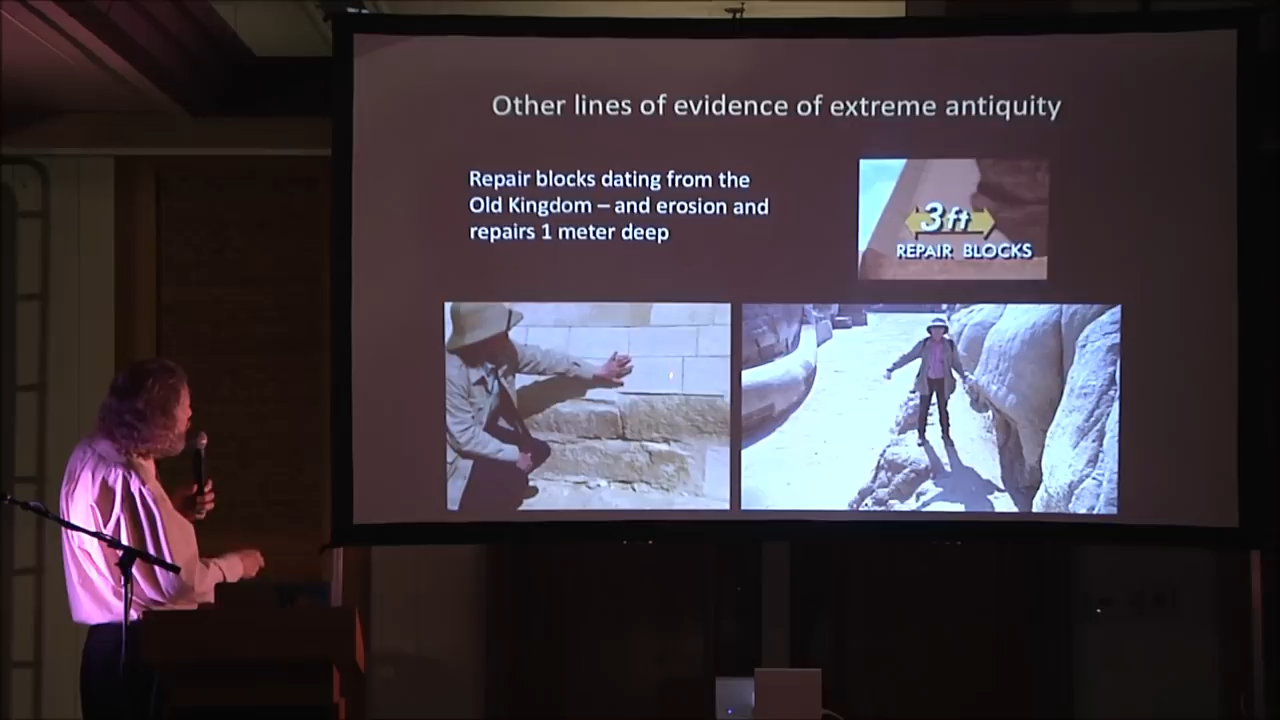 Other lines of evidence of extreme antiquity
Repair blocks dating from the
Old Kingdom – and erosion and
repairs 1 meter deep
3ft
REPAIR BLOCKS